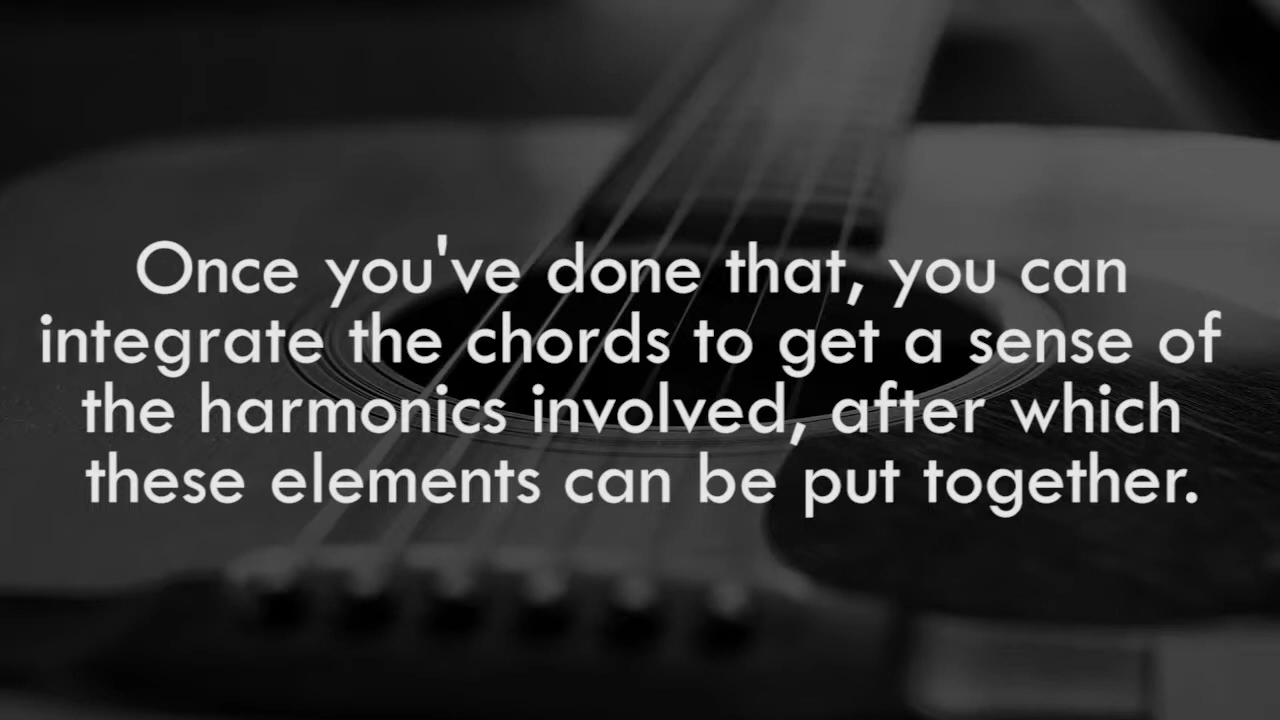 Once you've done that, you can
integrate the chords to get a sense of
the harmonics involved, after which
these elements can be put together.